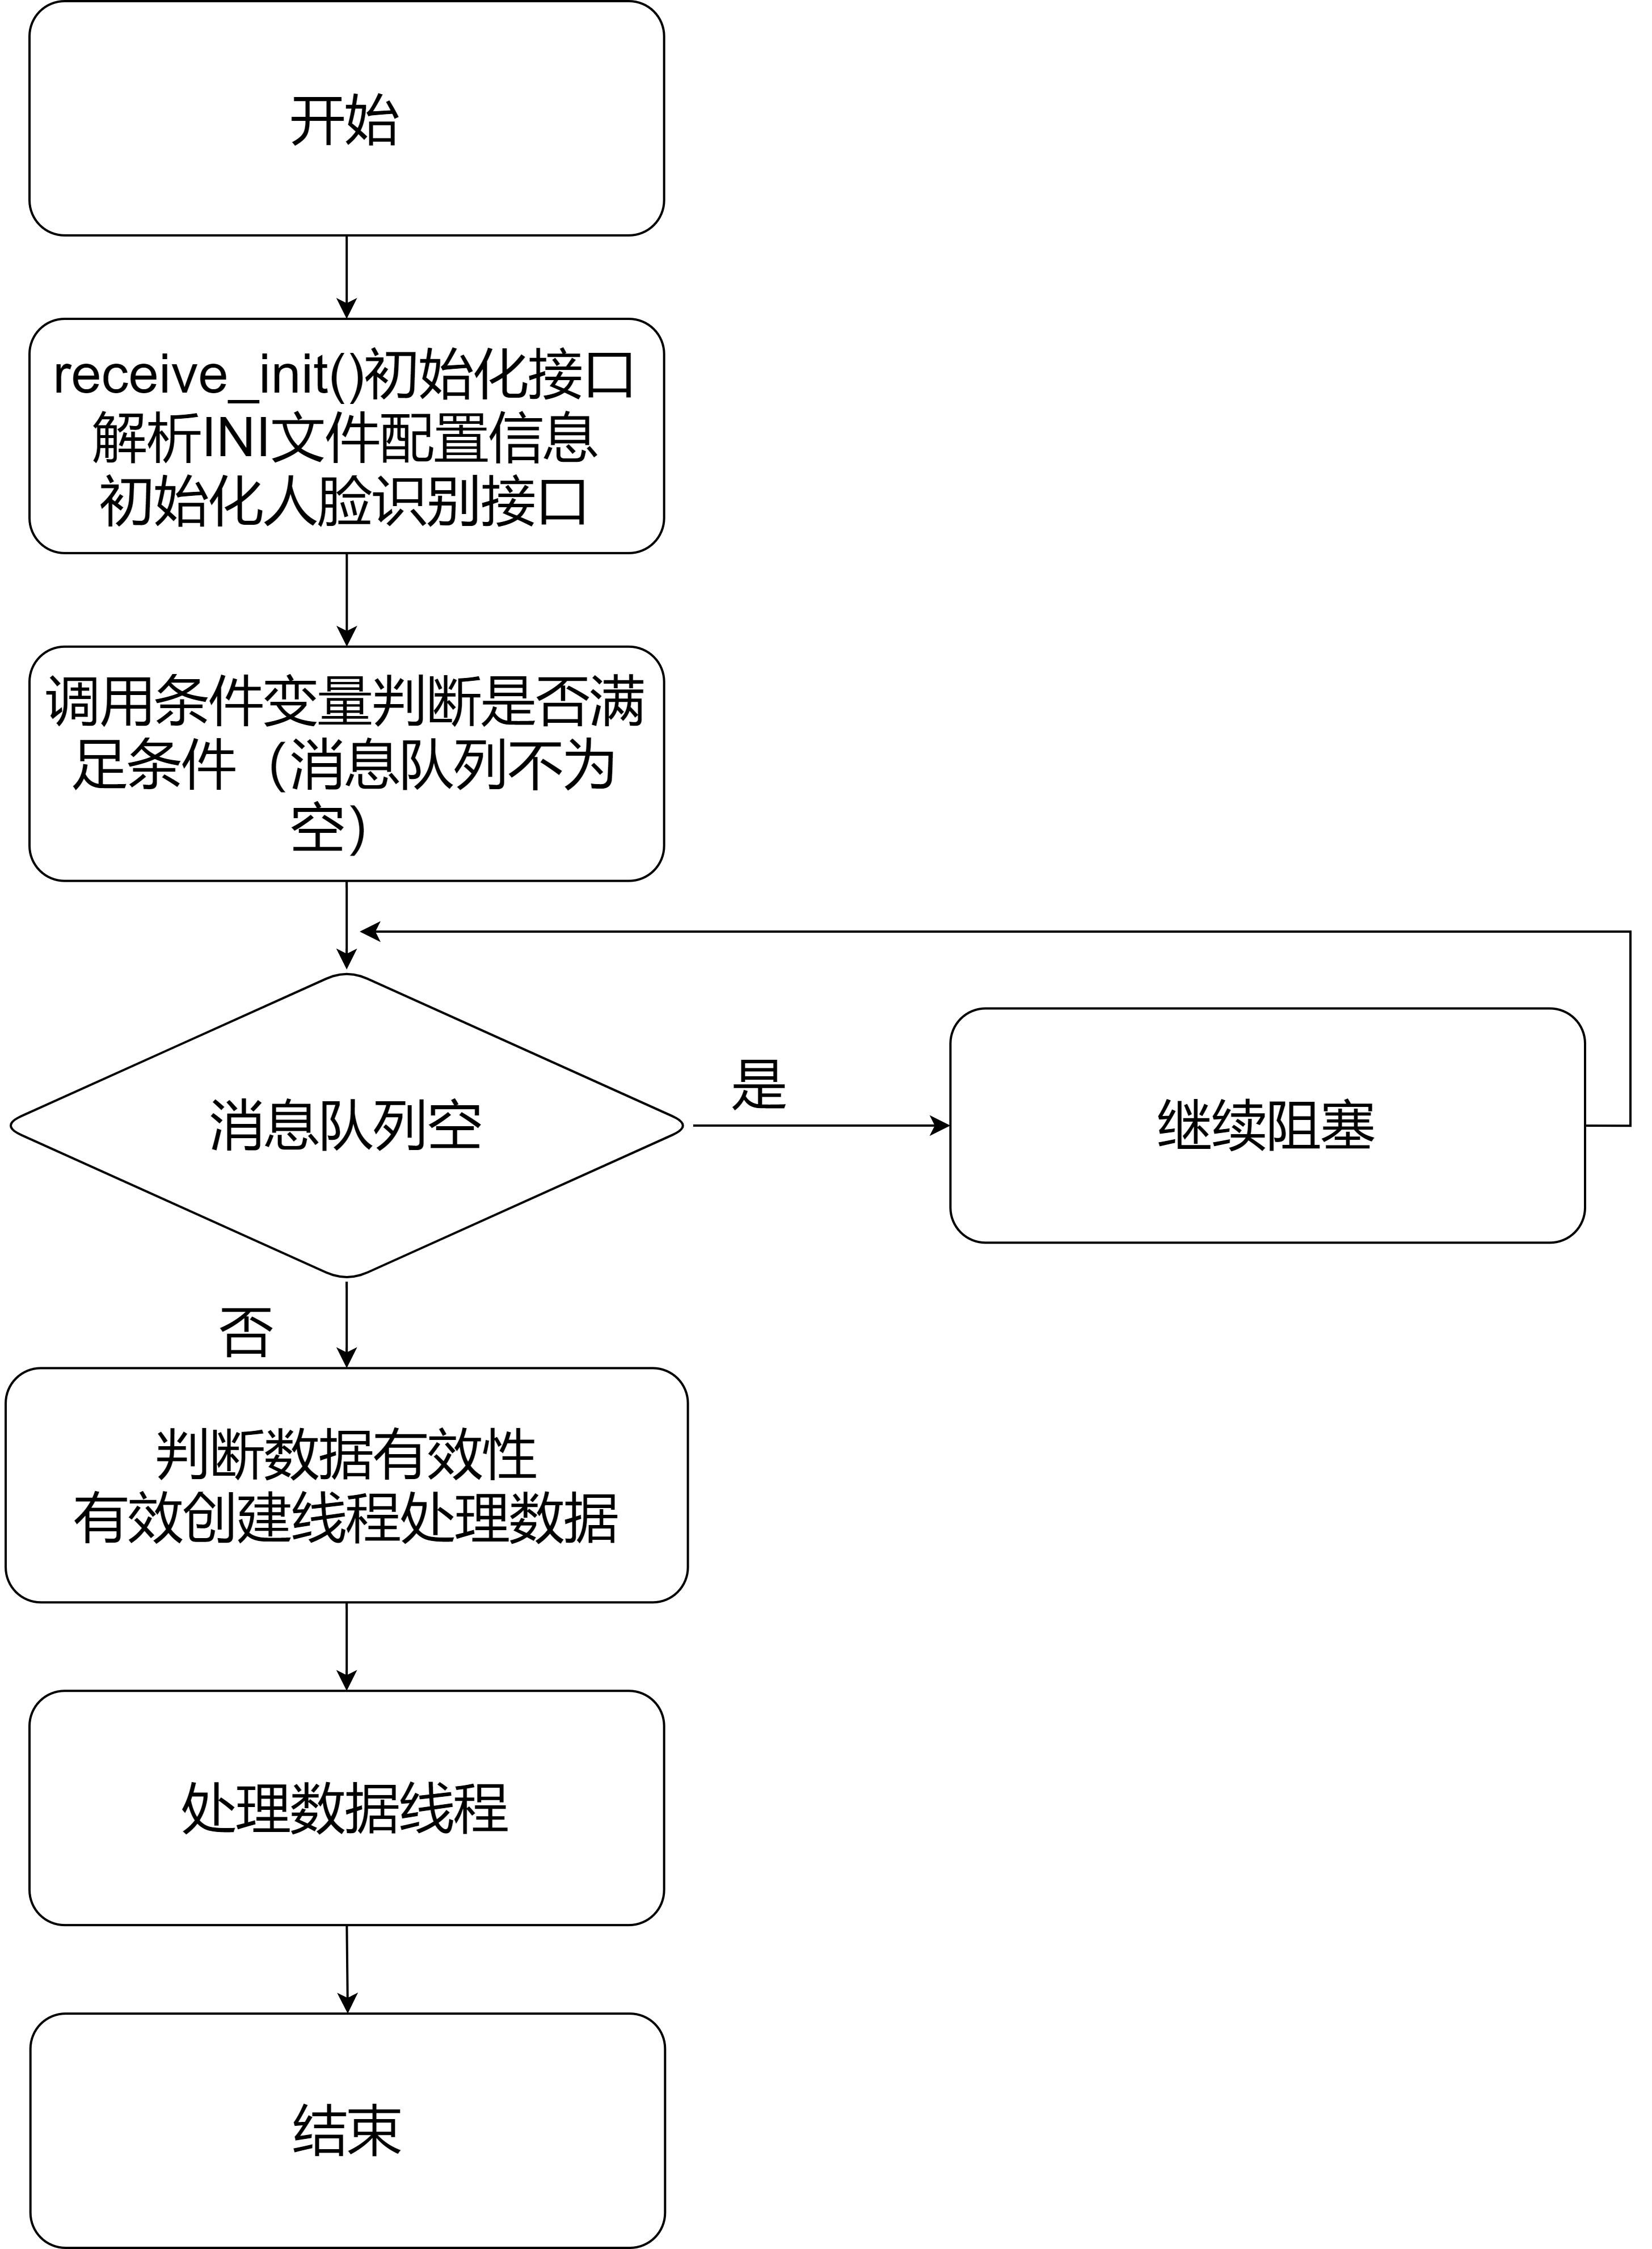 开始
receive_init()初始化接口
解析INI文件配置信息
初始化人脸识别接口
调用条件变量判断是否满
足条件（消息队列不为
空）
消息队列空
是
继续阻塞
否
判断数据有效性
有效创建线程处理数据
处理数据线程
结束